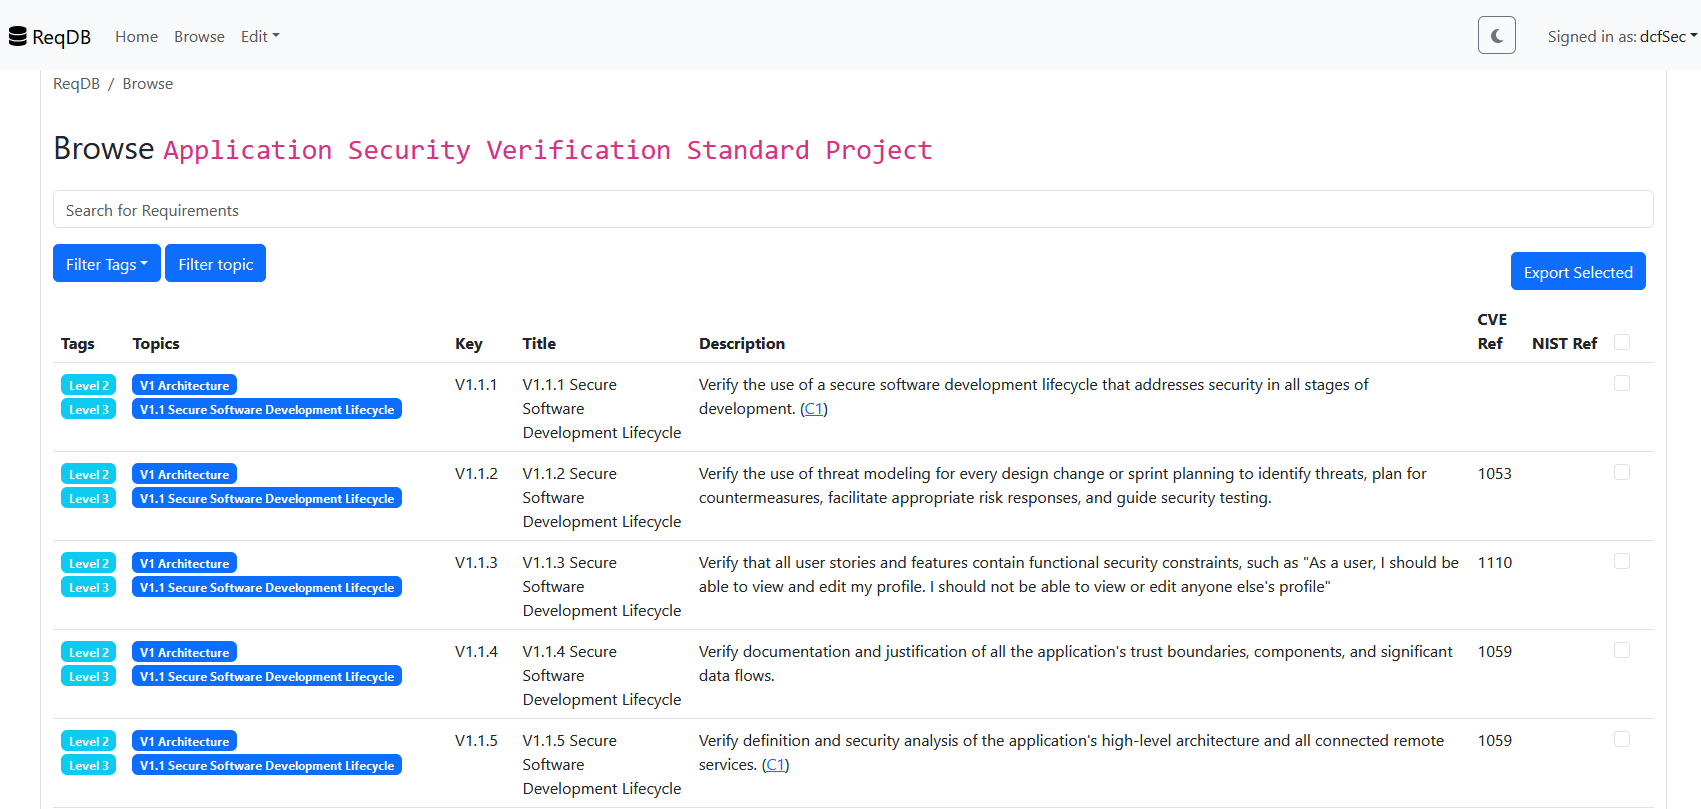 ReqDB Home Browse Edit Signed in as: dcfSec
ReqDB / Browse
Browse Application Security Verification Standard Project
Search for Requirements
Filter Tags Filter topic Export Selected
Tags Topics Key Title Description CVE Ref NIST Ref
Level 2 V1 Architecture V1.1.1 V1.1.1 Secure Verify the use of a secure software development lifecycle that addresses security in all stages of
Level 3 V1.1 Secure Software Development Lifecycle Software development. (C1)
Development Lifecycle
Level 2 V1 Architecture V1.1.2 V1.1.2 Secure Verify the use of threat modeling for every design change or sprint planning to identify threats, plan for 1053
Level 3 V1.1 Secure Software Development Lifecycle Software countermeasures, facilitate appropriate risk responses, and guide security testing.
Development Lifecycle
Level 2 V1 Architecture V1.1.3 V1.1.3 Secure Verify that all user stories and features contain functional security constraints, such as "As a user, I should be 1110
Level 3 V1.1 Secure Software Development Lifecycle Software able to view and edit my profile. I should not be able to view or edit anyone else's profile"
Development Lifecycle
Level 2 V1 Architecture V1.1.4 V1.1.4 Secure Verify documentation and justification of all the application's trust boundaries, components, and significant 1059
Level 3 V1.1 Secure Software Development Lifecycle Software data flows.
Development Lifecycle
Level 2 V1 Architecture V1.1.5 V1.1.5 Secure Verify definition and security analysis of the application's high-level architecture and all connected remote 1059
Level 3 V1.1 Secure Software Development Lifecycle Software services. (C1)
Development Lifecycle